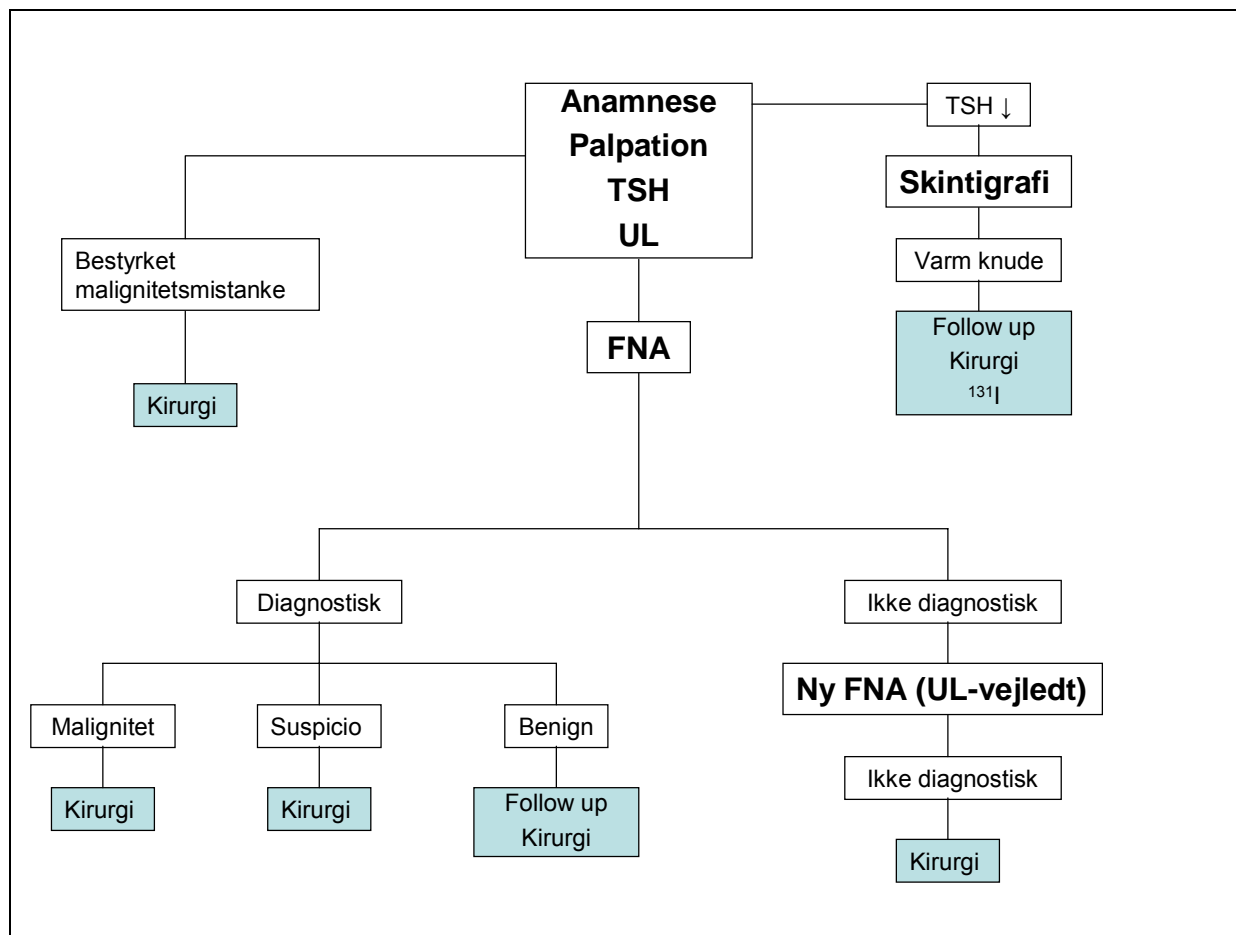 Anamnese
Palpation
TSH
UL
TSH ↓
Skintigrafi
Varm knude
Follow up
Kirurgi
¹³¹I
Bestyrket
malignitetsmistanke
Kirurgi
FNA
Diagnostisk
Ikke diagnostisk
Malignitet
Suspicio
Benign
Kirurgi
Kirurgi
Follow up
Kirurgi
Ny FNA (UL-vejledt)
Ikke diagnostisk
Kirurgi